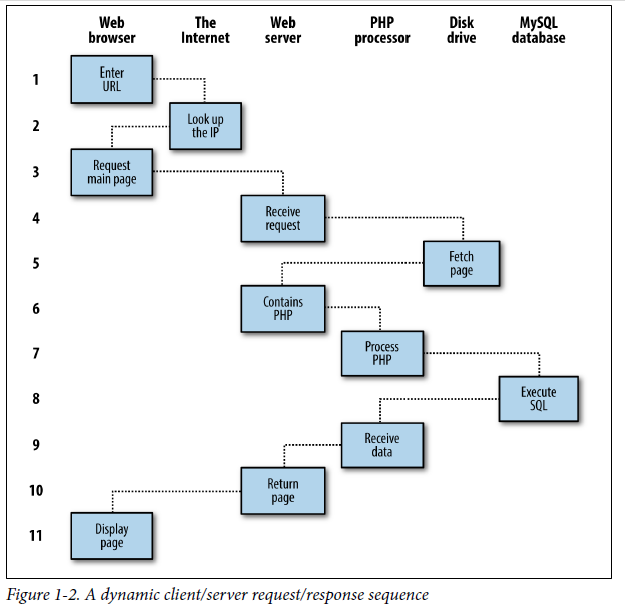 Web The Web PHP Disk MySQL
browser Internet server processor drive database
1 Enter
URL
2 Look up
the IP
3 Request
main page
4 Receive
request
5 Fetch
page
6 Contains
PHP
7 Process
PHP
8 Execute
SQL
9 Receive
data
10 Return
page
11 Display
page
Figure 1-2. A dynamic client/server request/response sequence